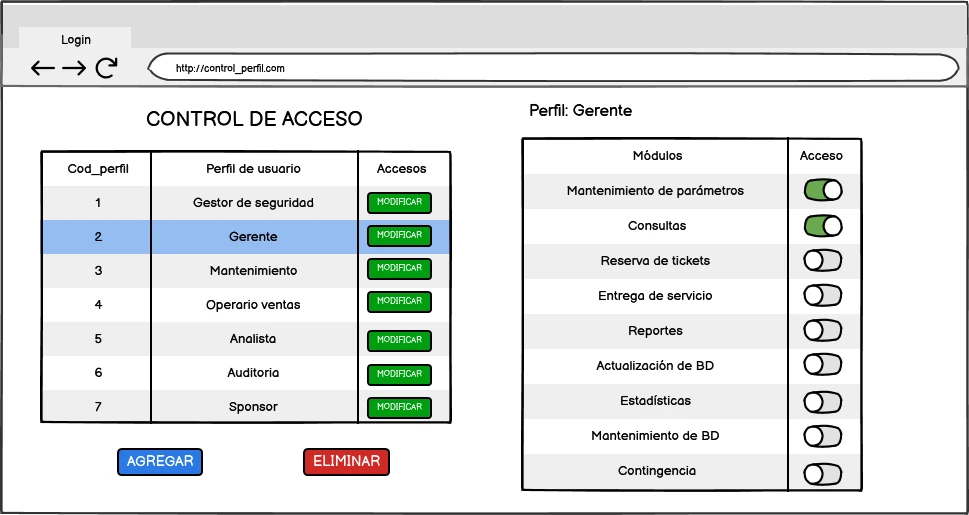 Login
http://control_perfil.com
CONTROL DE ACCESO
Cod_perfil Perfil de usuario Accesos
1 Gestor de seguridad MODIFICAR
2 Gerente MODIFICAR
3 Mantenimiento MODIFICAR
4 Operario ventas MODIFICAR
5 Analista MODIFICAR
6 Auditoria MODIFICAR
7 Sponsor MODIFICAR
AGREGAR ELIMINAR
Perfil: Gerente
Módulos Acceso
Mantenimiento de parámetros
Consultas
Reserva de tickets
Entrega de servicio
Reportes
Actualización de BD
Estadísticas
Mantenimiento de BD
Contingencia